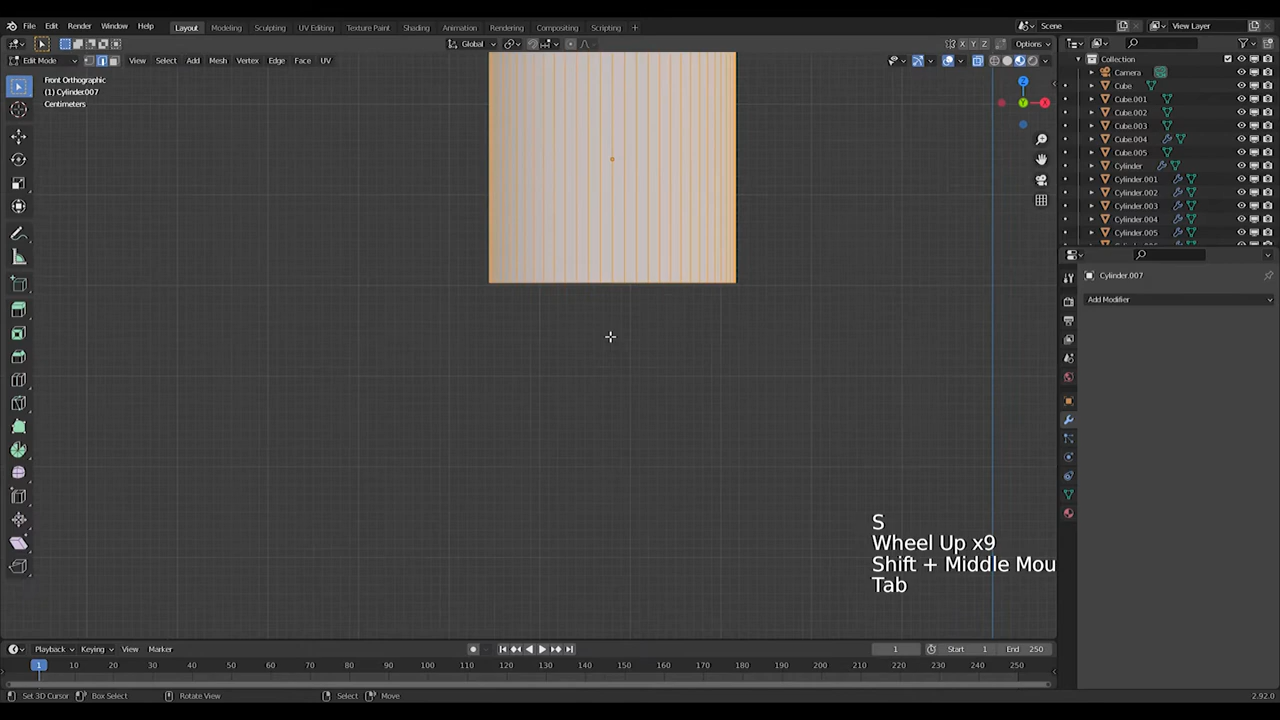 File Edit Render Window Help Layout Modeling Sculpting UV Editing Texture Paint Shading Animation Rendering Compositing Scripting + Scene View Layer
Global X Y Z Options
Edit Mode View Select Add Mesh Vertex Edge Face UV
Front Orthographic
(1) Cylinder.007
Centimeters
Z
Y X
Collection
Camera
Cube
Cube.001
Cube.002
Cube.003
Cube.004
Cube.005
Cylinder
Cylinder.001
Cylinder.002
Cylinder.003
Cylinder.004
Cylinder.005
Cylinder.007
Add Modifier
S
Wheel Up x9
Shift + Middle Mou
Tab
Playback Keying View Marker 1 Start 1 End 250
1 10 20 30 40 50 60 70 80 90 100 110 120 130 140 150 160 170 180 190 200 210 220 230 240 250
Set 3D Cursor Box Select Rotate View Select Move 2.92.0